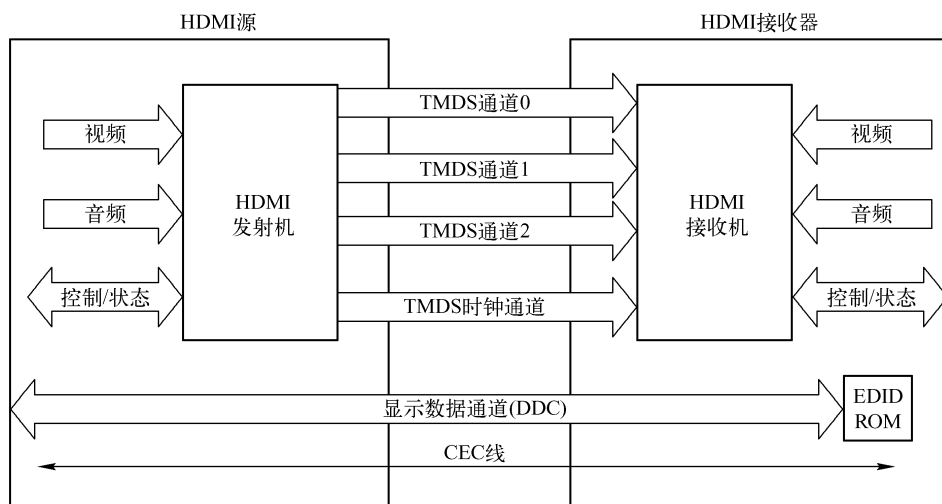 HDMI源
HDMI接收器
TMDS通道0
视频
视频
TMDS通道1
HDMI
发射机
HDMI
接收机
音频
音频
TMDS通道2
控制/状态
TMDS时钟通道
控制/状态
显示数据通道(DDC)
EDID
ROM
CEC线